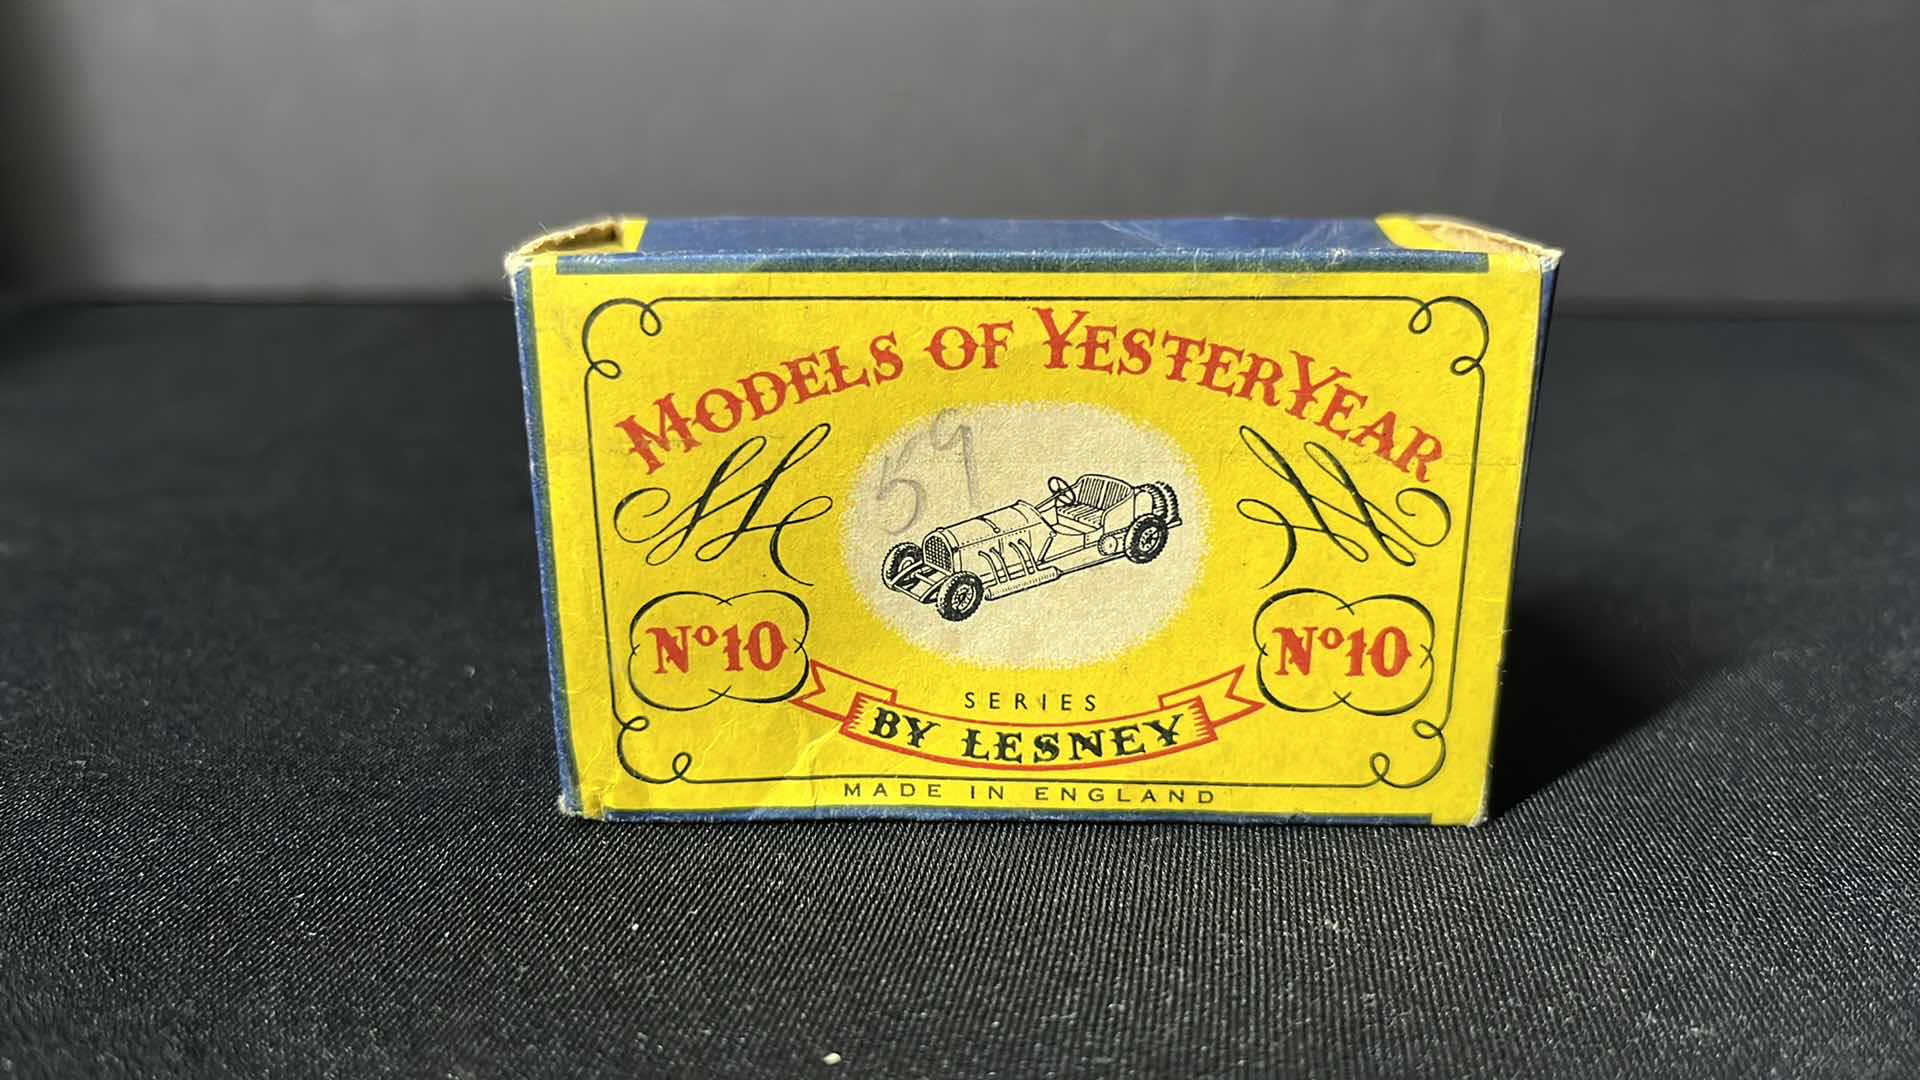 MODELS OF YESTERYEAR
59
Nº10
Nº10
SERIES
BY LESNEY
MADE IN ENGLAND